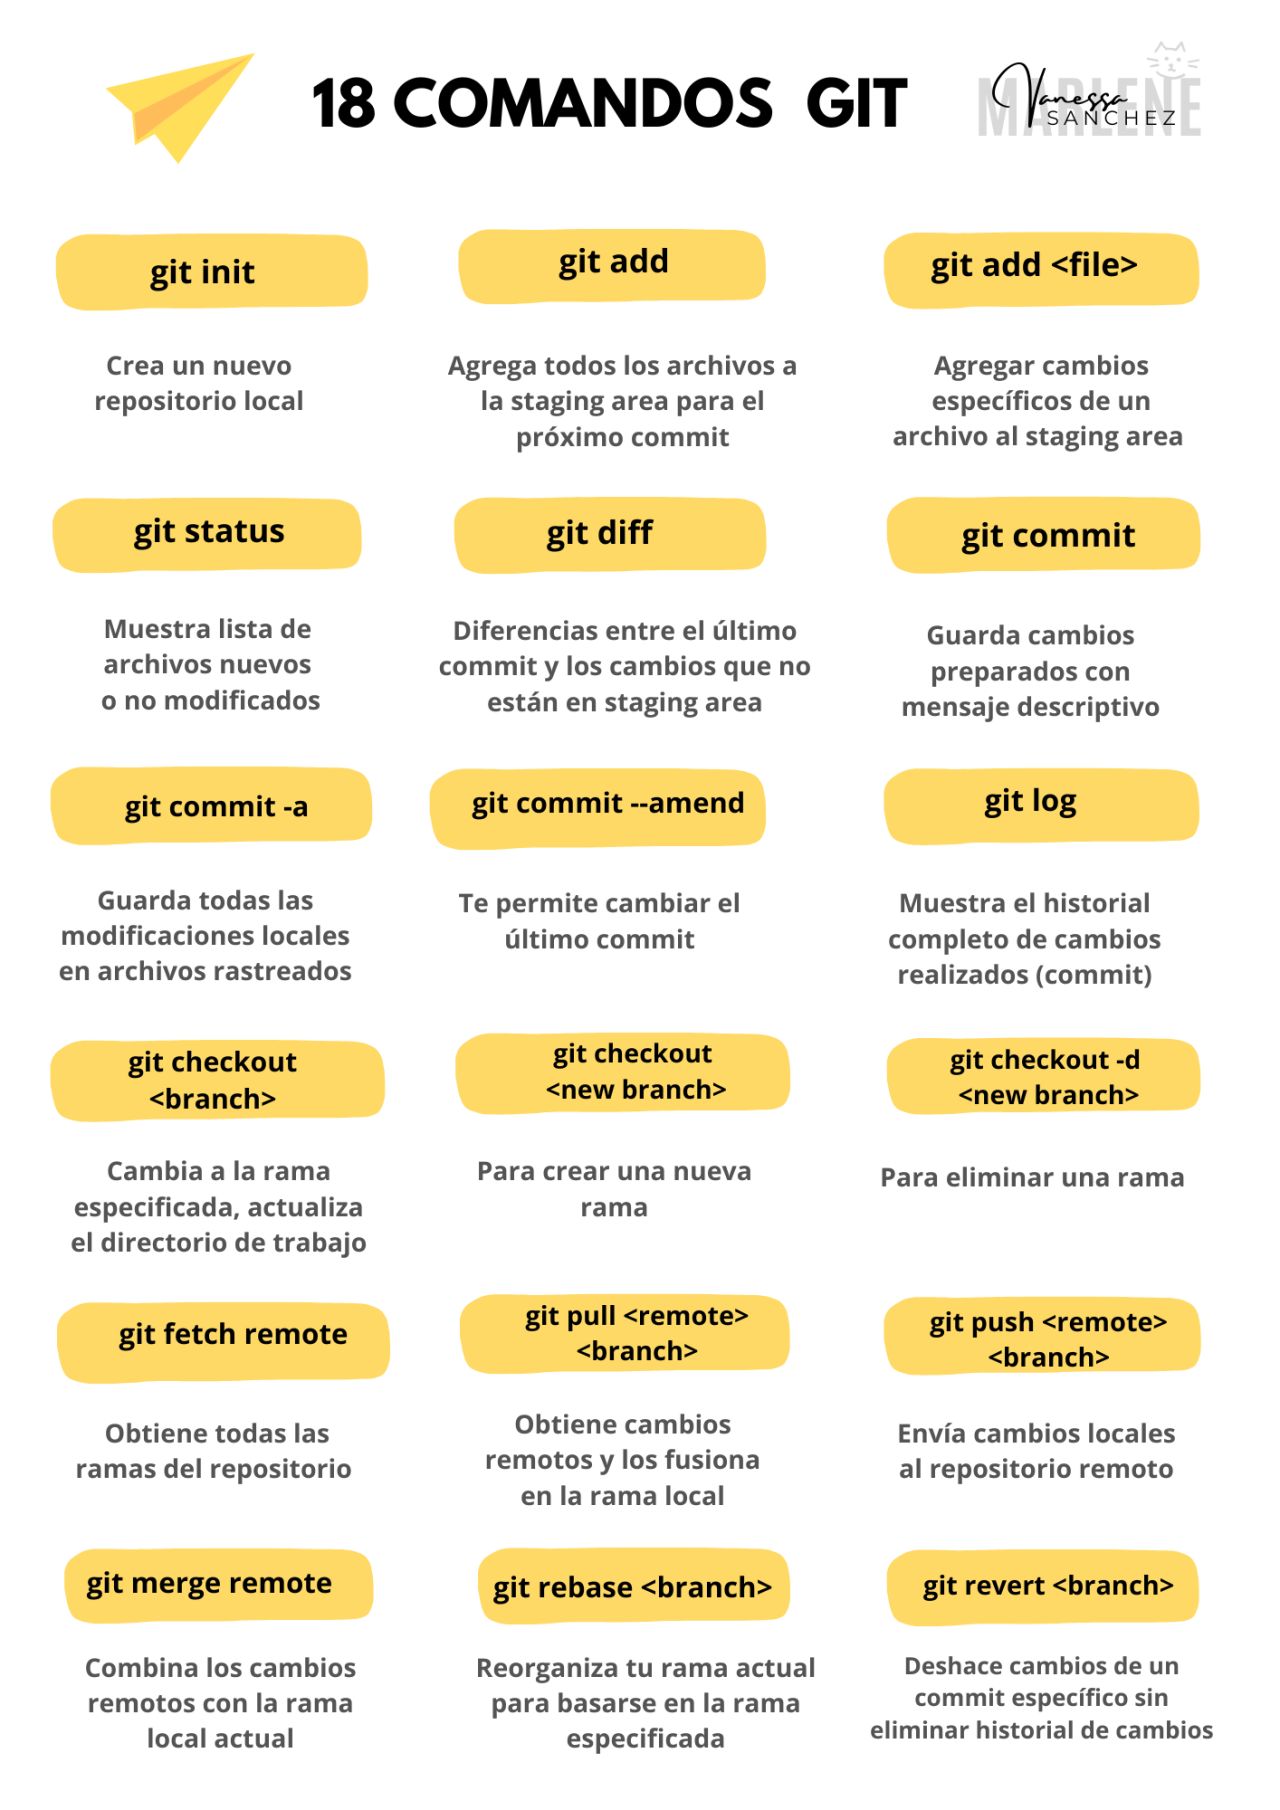 18 COMANDOS GIT
MARLENE
Vanessa
SANCHEZ
git init
git add
git add <file>
Crea un nuevo
repositorio local
Agrega todos los archivos a
la staging area para el
próximo commit
Agregar cambios
específicos de un
archivo al staging area
git status
git diff
git commit
Muestra lista de
archivos nuevos
o no modificados
Diferencias entre el último
commit y los cambios que no
están en staging area
Guarda cambios
preparados con
mensaje descriptivo
git commit -a
git commit --amend
git log
Guarda todas las
modificaciones locales
en archivos rastreados
Te permite cambiar el
último commit
Muestra el historial
completo de cambios
realizados (commit)
git checkout
<branch>
git checkout
<new branch>
git checkout -d
<new branch>
Cambia a la rama
especificada, actualiza
el directorio de trabajo
Para crear una nueva
rama
Para eliminar una rama
git fetch remote
git pull <remote>
<branch>
git push <remote>
<branch>
Obtiene todas las
ramas del repositorio
Obtiene cambios
remotos y los fusiona
en la rama local
Envía cambios locales
al repositorio remoto
git merge remote
git rebase <branch>
git revert <branch>
Combina los cambios
remotos con la rama
local actual
Reorganiza tu rama actual
para basarse en la rama
especificada
Deshace cambios de un
commit específico sin
eliminar historial de cambios